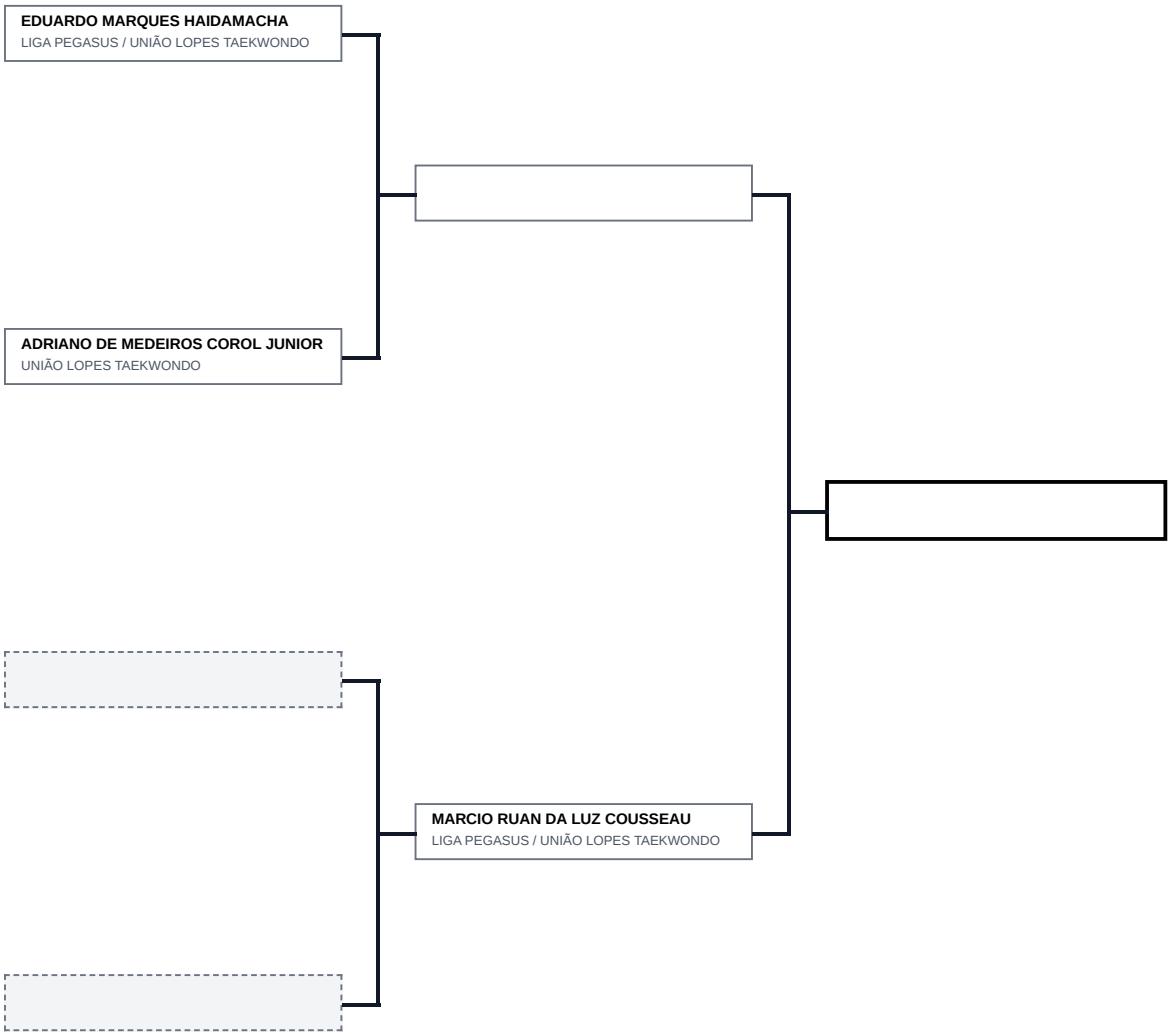 EDUARDO MARQUES HAIDAMACHA
LIGA PEGASUS / UNIÃO LOPES TAEKWONDO
ADRIANO DE MEDEIROS COROL JUNIOR
UNIÃO LOPES TAEKWONDO
MARCIO RUAN DA LUZ COUSSEAU
LIGA PEGASUS / UNIÃO LOPES TAEKWONDO